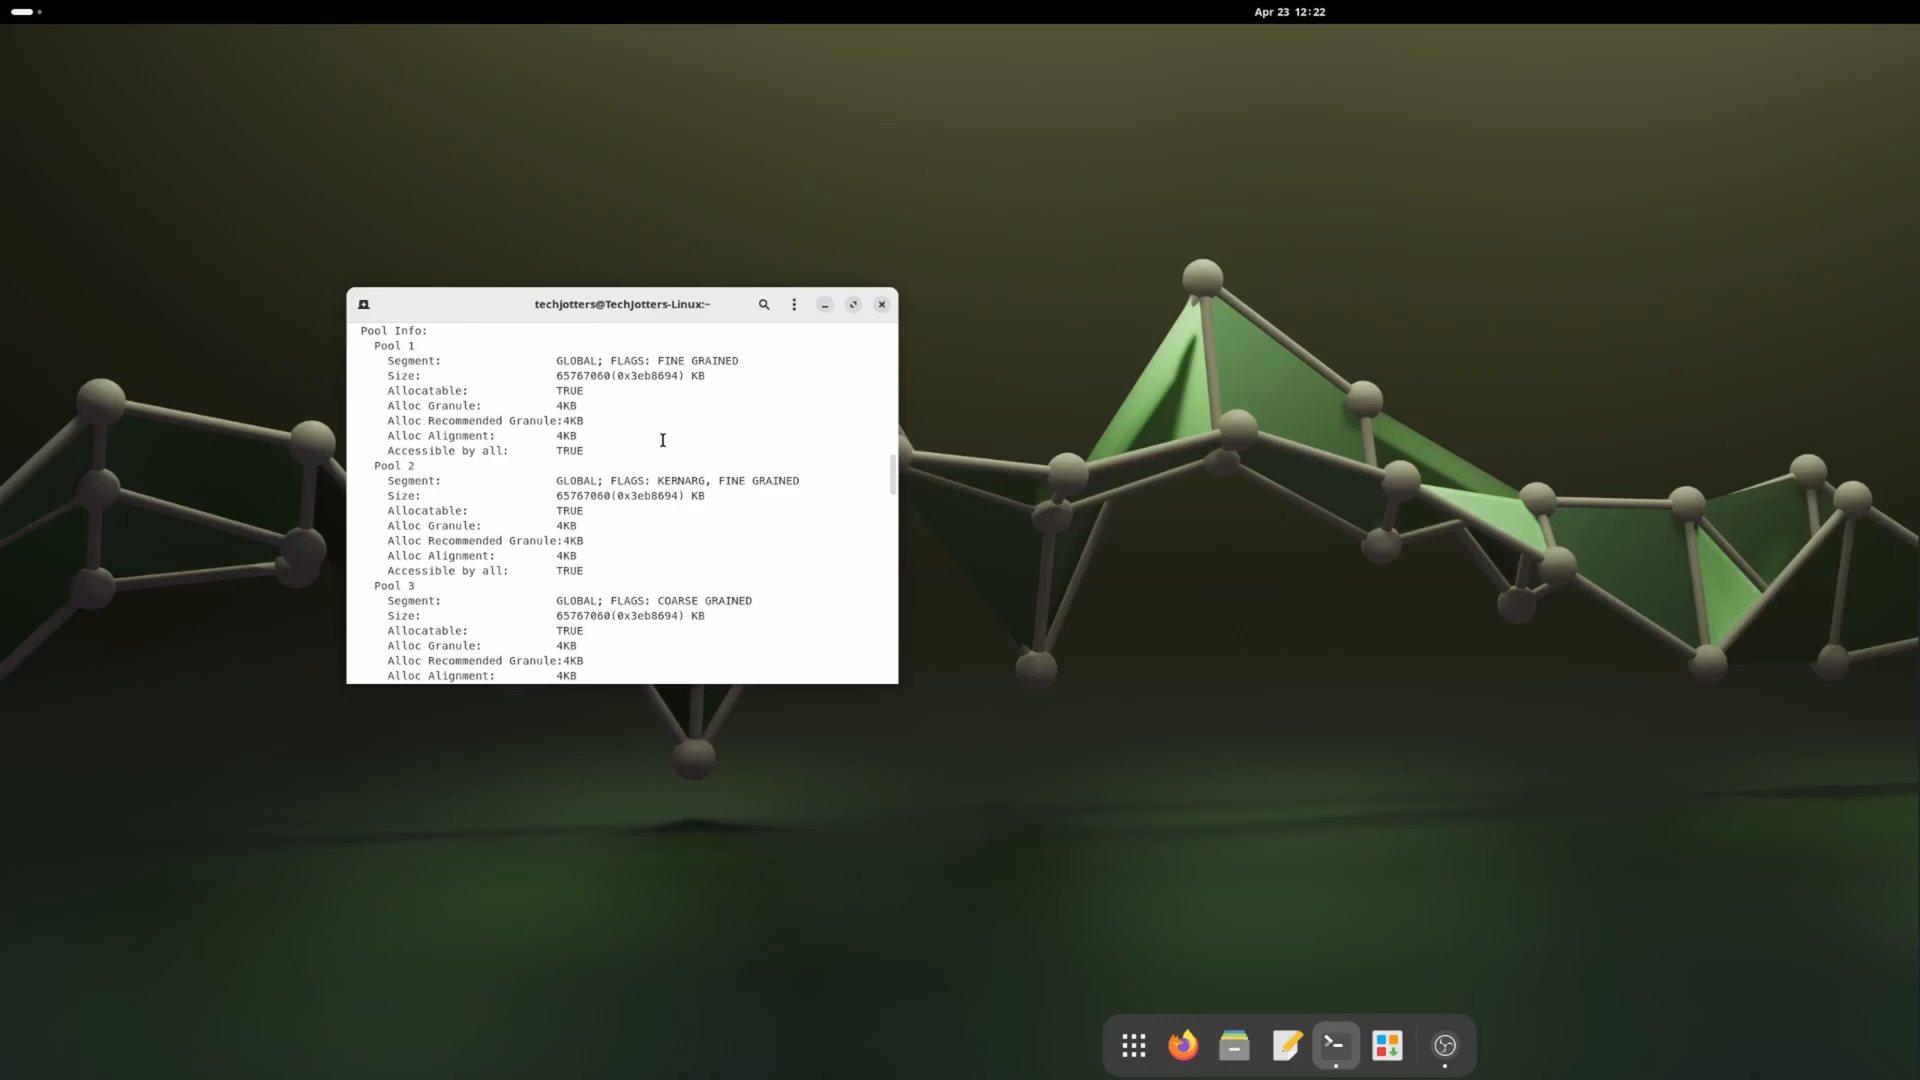 Apr 23 12:22
techjotters@TechJotters-Linux:~
Pool Info:
Pool 1
Segment: GLOBAL; FLAGS: FINE GRAINED
Size: 65767060(0x3eb8694) KB
Allocatable: TRUE
Alloc Granule: 4KB
Alloc Recommended Granule:4KB
Alloc Alignment: 4KB
Accessible by all: TRUE
Pool 2
Segment: GLOBAL; FLAGS: KERNARG, FINE GRAINED
Size: 65767060(0x3eb8694) KB
Allocatable: TRUE
Alloc Granule: 4KB
Alloc Recommended Granule:4KB
Alloc Alignment: 4KB
Accessible by all: TRUE
Pool 3
Segment: GLOBAL; FLAGS: COARSE GRAINED
Size: 65767060(0x3eb8694) KB
Allocatable: TRUE
Alloc Granule: 4KB
Alloc Recommended Granule:4KB
Alloc Alignment: 4KB